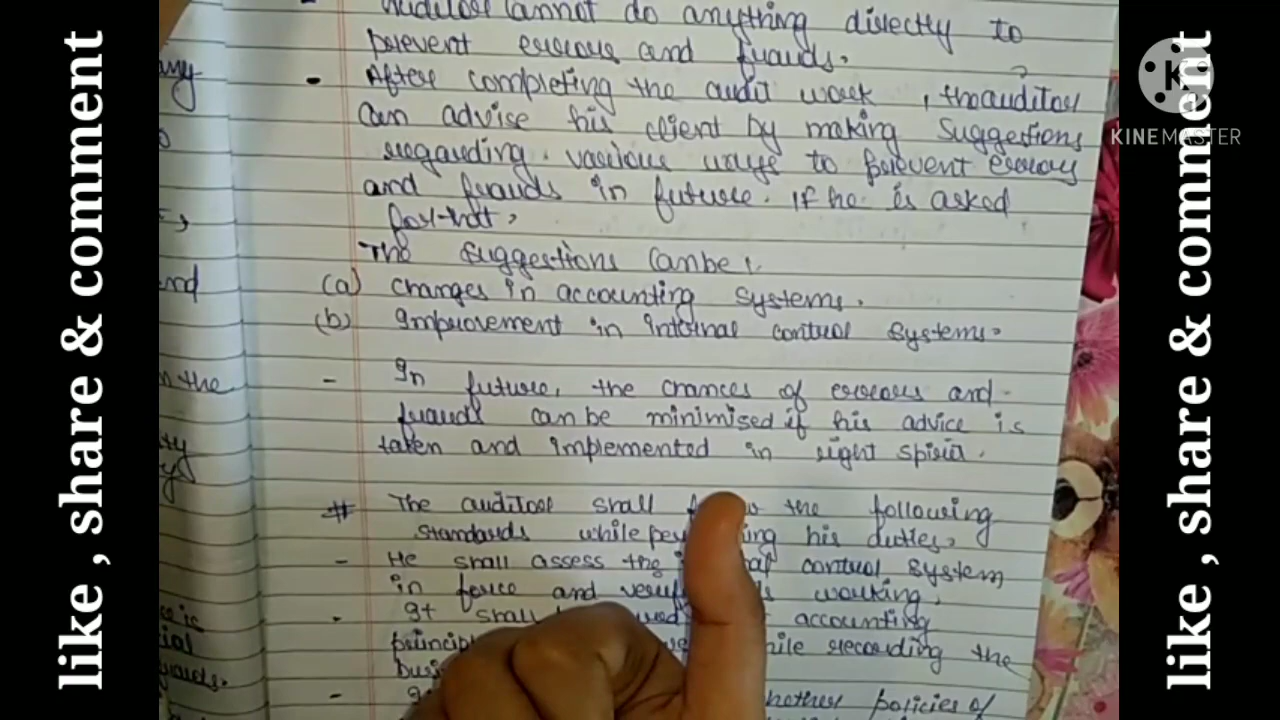 like , share & comment
Auditor cannot do anything directly to
prevent errors and frauds.
- After completing the audit work , the auditor
can advise his client by making suggestions
regarding various ways to prevent errors
and frauds in future. If he is asked
for that,
The suggestions can be,
(a) changes in accounting systems.
(b) Improvement in internal control systems.
- In future, the chances of errors and
frauds can be minimised if his advice is
taken and implemented in right spirit.
# The auditor shall the following
standards while his duties.
- He shall assess the control system
in force and working.
- It shall accounting
while recording the
- whether policies of
any
and
in the
K
KINEMASTER
like , share & comment